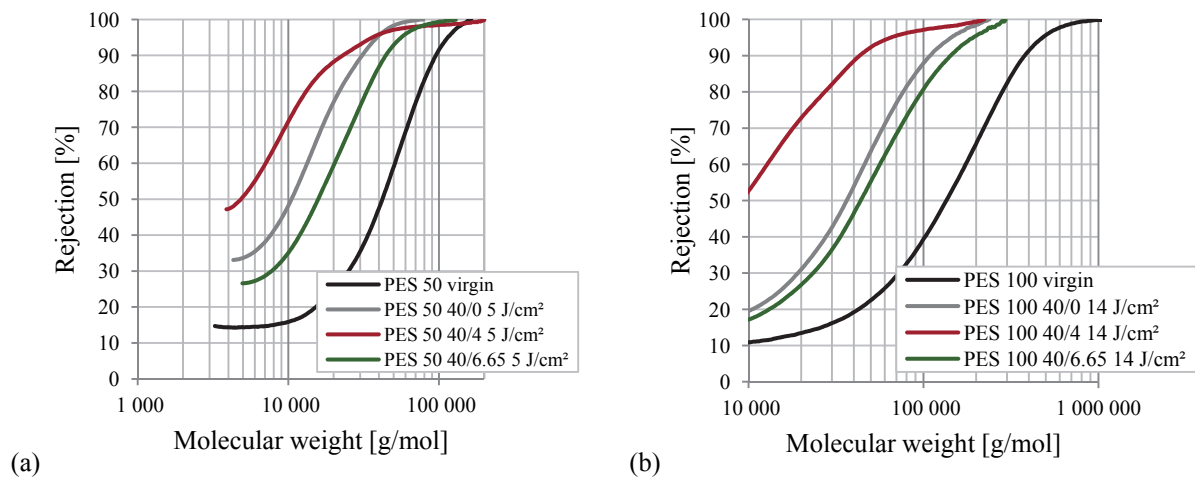 100
90
80
70
60
50
40
30
20
10
0
Rejection [%]
PES 50 virgin
PES 50 40/0 5 J/cm²
PES 50 40/4 5 J/cm²
PES 50 40/6.65 5 J/cm²
1 000
10 000
100 000
Molecular weight [g/mol]
(a)
100
90
80
70
60
50
40
30
20
10
0
Rejection [%]
PES 100 virgin
PES 100 40/0 14 J/cm²
PES 100 40/4 14 J/cm²
PES 100 40/6.65 14 J/cm²
10 000
100 000
1 000 000
Molecular weight [g/mol]
(b)